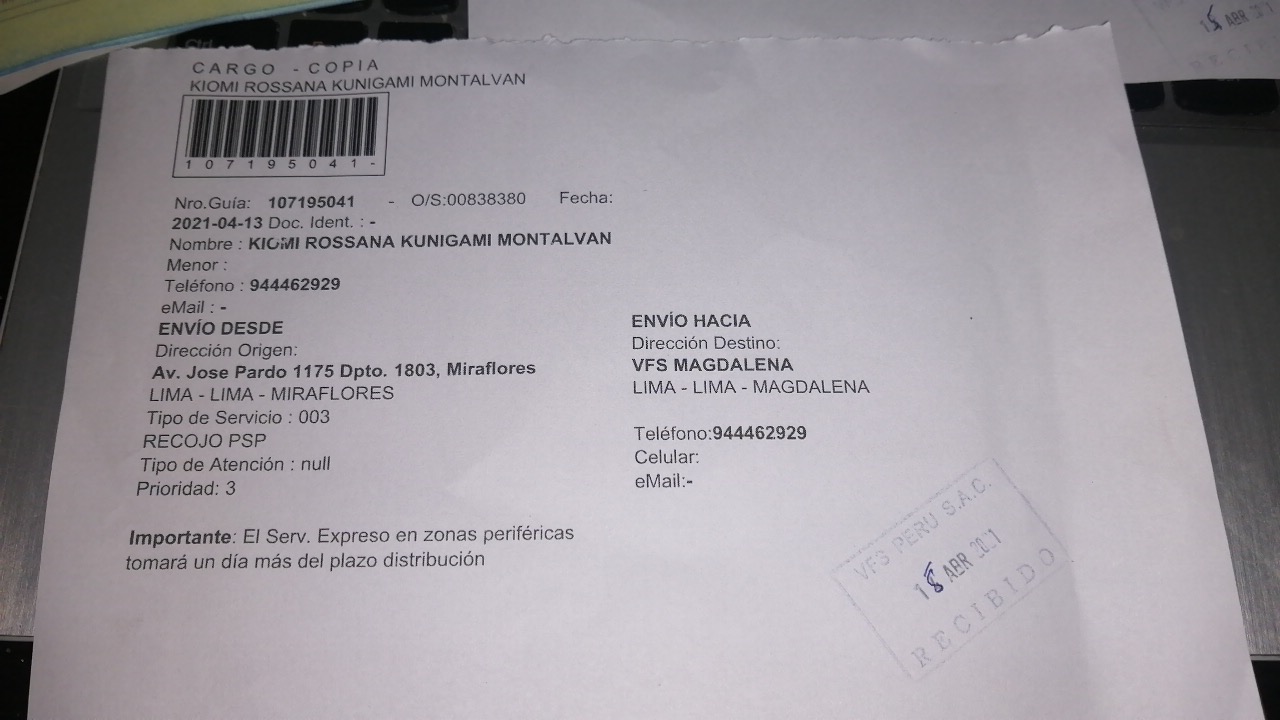 CARGO - COPIA
KIOMI ROSSANA KUNIGAMI MONTALVAN
107195041-
Nro.Guía: 107195041 - O/S:00838380 Fecha:
2021-04-13 Doc. Ident. : -
Nombre : KIOMI ROSSANA KUNIGAMI MONTALVAN
Menor :
Teléfono : 944462929
eMail : -
ENVÍO DESDE
Dirección Origen:
Av. Jose Pardo 1175 Dpto. 1803, Miraflores
LIMA - LIMA - MIRAFLORES
Tipo de Servicio : 003
RECOJO PSP
Tipo de Atención : null
Prioridad: 3
ENVÍO HACIA
Dirección Destino:
VFS MAGDALENA
LIMA - LIMA - MAGDALENA
Teléfono:944462929
Celular:
eMail:-
Importante: El Serv. Expreso en zonas periféricas
tomará un día más del plazo distribución
VFS PERU S.A.C.
ABR 2021
RECIBIDO
ABR
RECIBID